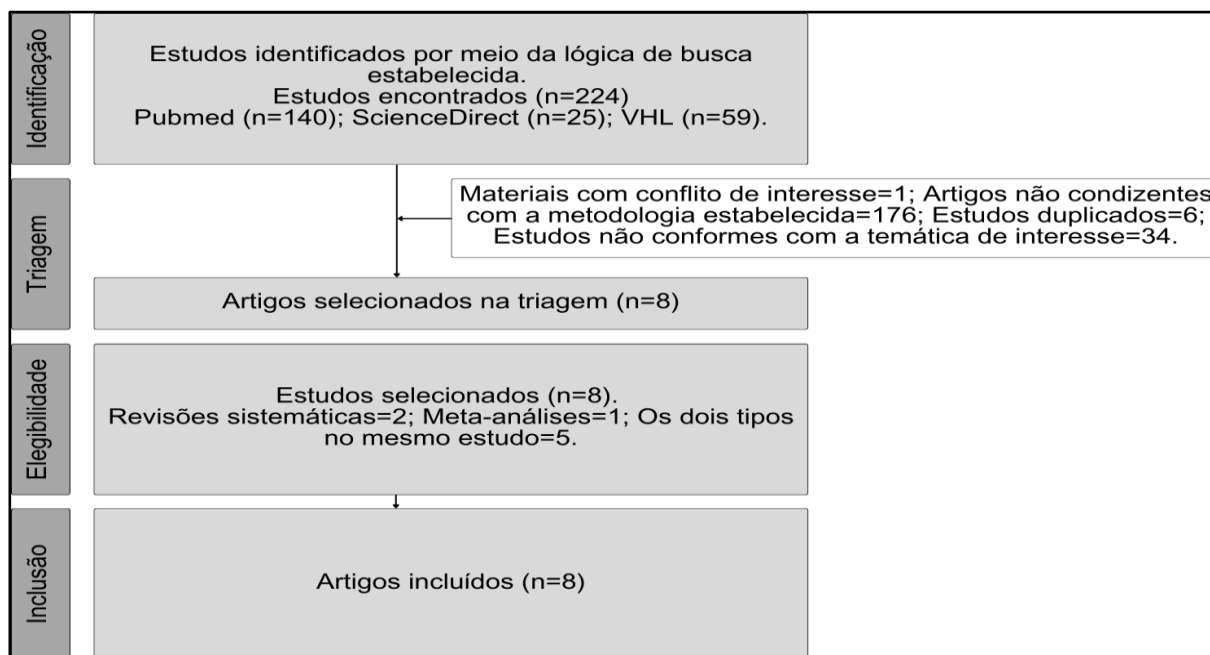 Identificação
Estudos identificados por meio da lógica de busca
estabelecida.
Estudos encontrados (n=224)
Pubmed (n=140); ScienceDirect (n=25); VHL (n=59).
Triagem
Materiais com conflito de interesse=1; Artigos não condizentes
com a metodologia estabelecida=176; Estudos duplicados=6;
Estudos não conformes com a temática de interesse=34.
Artigos selecionados na triagem (n=8)
Elegibilidade
Estudos selecionados (n=8).
Revisões sistemáticas=2; Meta-análises=1; Os dois tipos
no mesmo estudo=5.
Inclusão
Artigos incluídos (n=8)